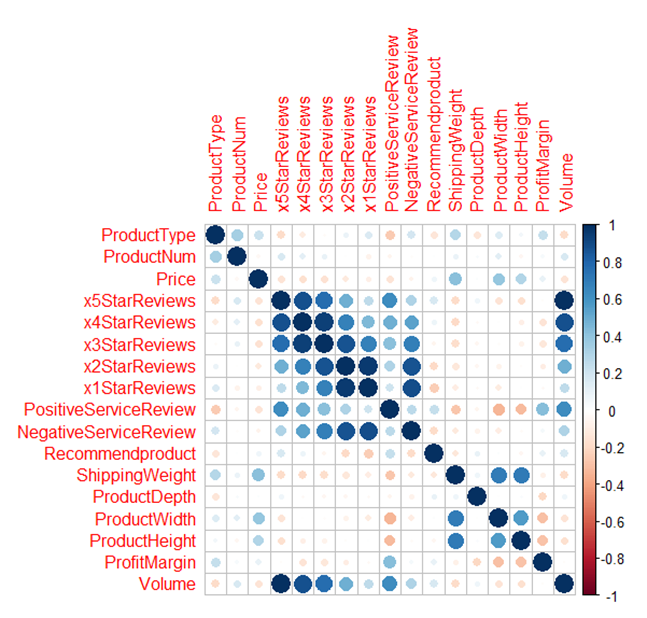 ProductType
ProductNum
Price
x5StarReviews
x4StarReviews
x3StarReviews
x2StarReviews
x1StarReviews
PositiveServiceReview
NegativeServiceReview
Recommendproduct
ShippingWeight
ProductDepth
ProductWidth
ProductHeight
ProfitMargin
Volume
ProductType
ProductNum
Price
x5StarReviews
x4StarReviews
x3StarReviews
x2StarReviews
x1StarReviews
PositiveServiceReview
NegativeServiceReview
Recommendproduct
ShippingWeight
ProductDepth
ProductWidth
ProductHeight
ProfitMargin
Volume
1
0.8
0.6
0.4
0.2
0
-0.2
-0.4
-0.6
-0.8
-1